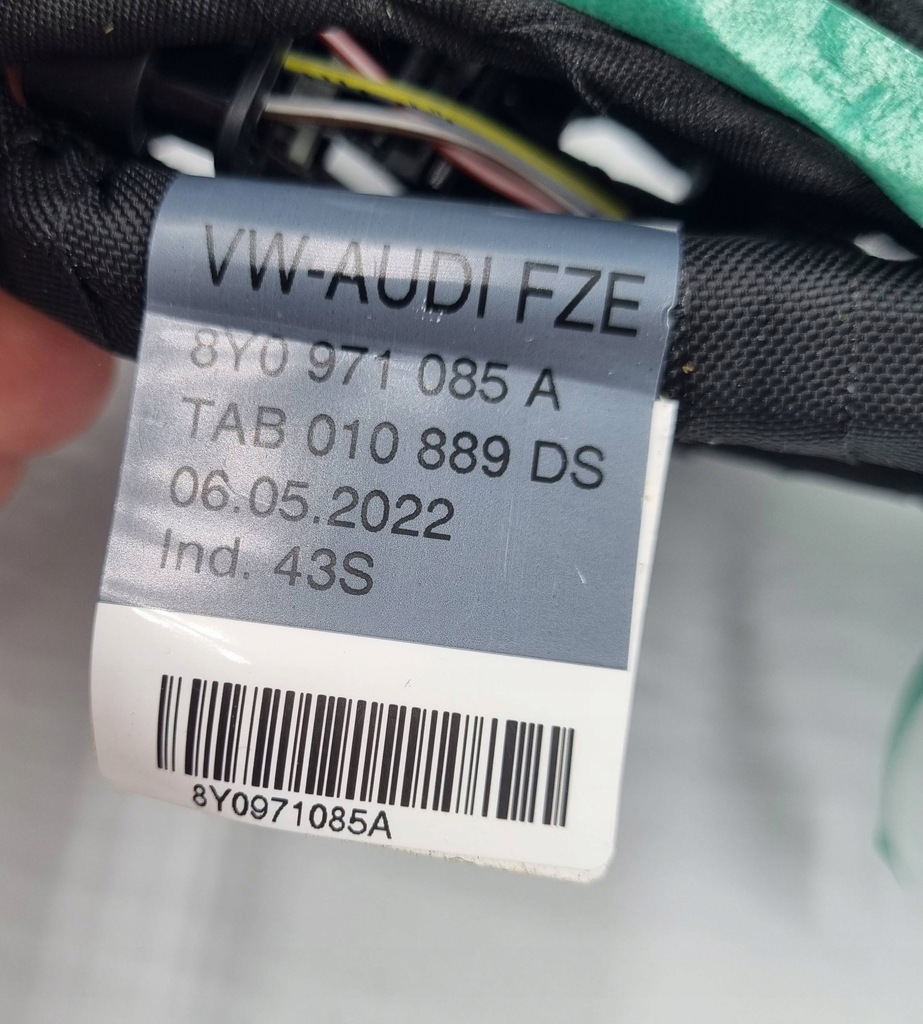 VW-AUDI FZE
8Y0 971 085 A
TAB 010 889 DS
06.05.2022
Ind. 43S
8Y0971085A